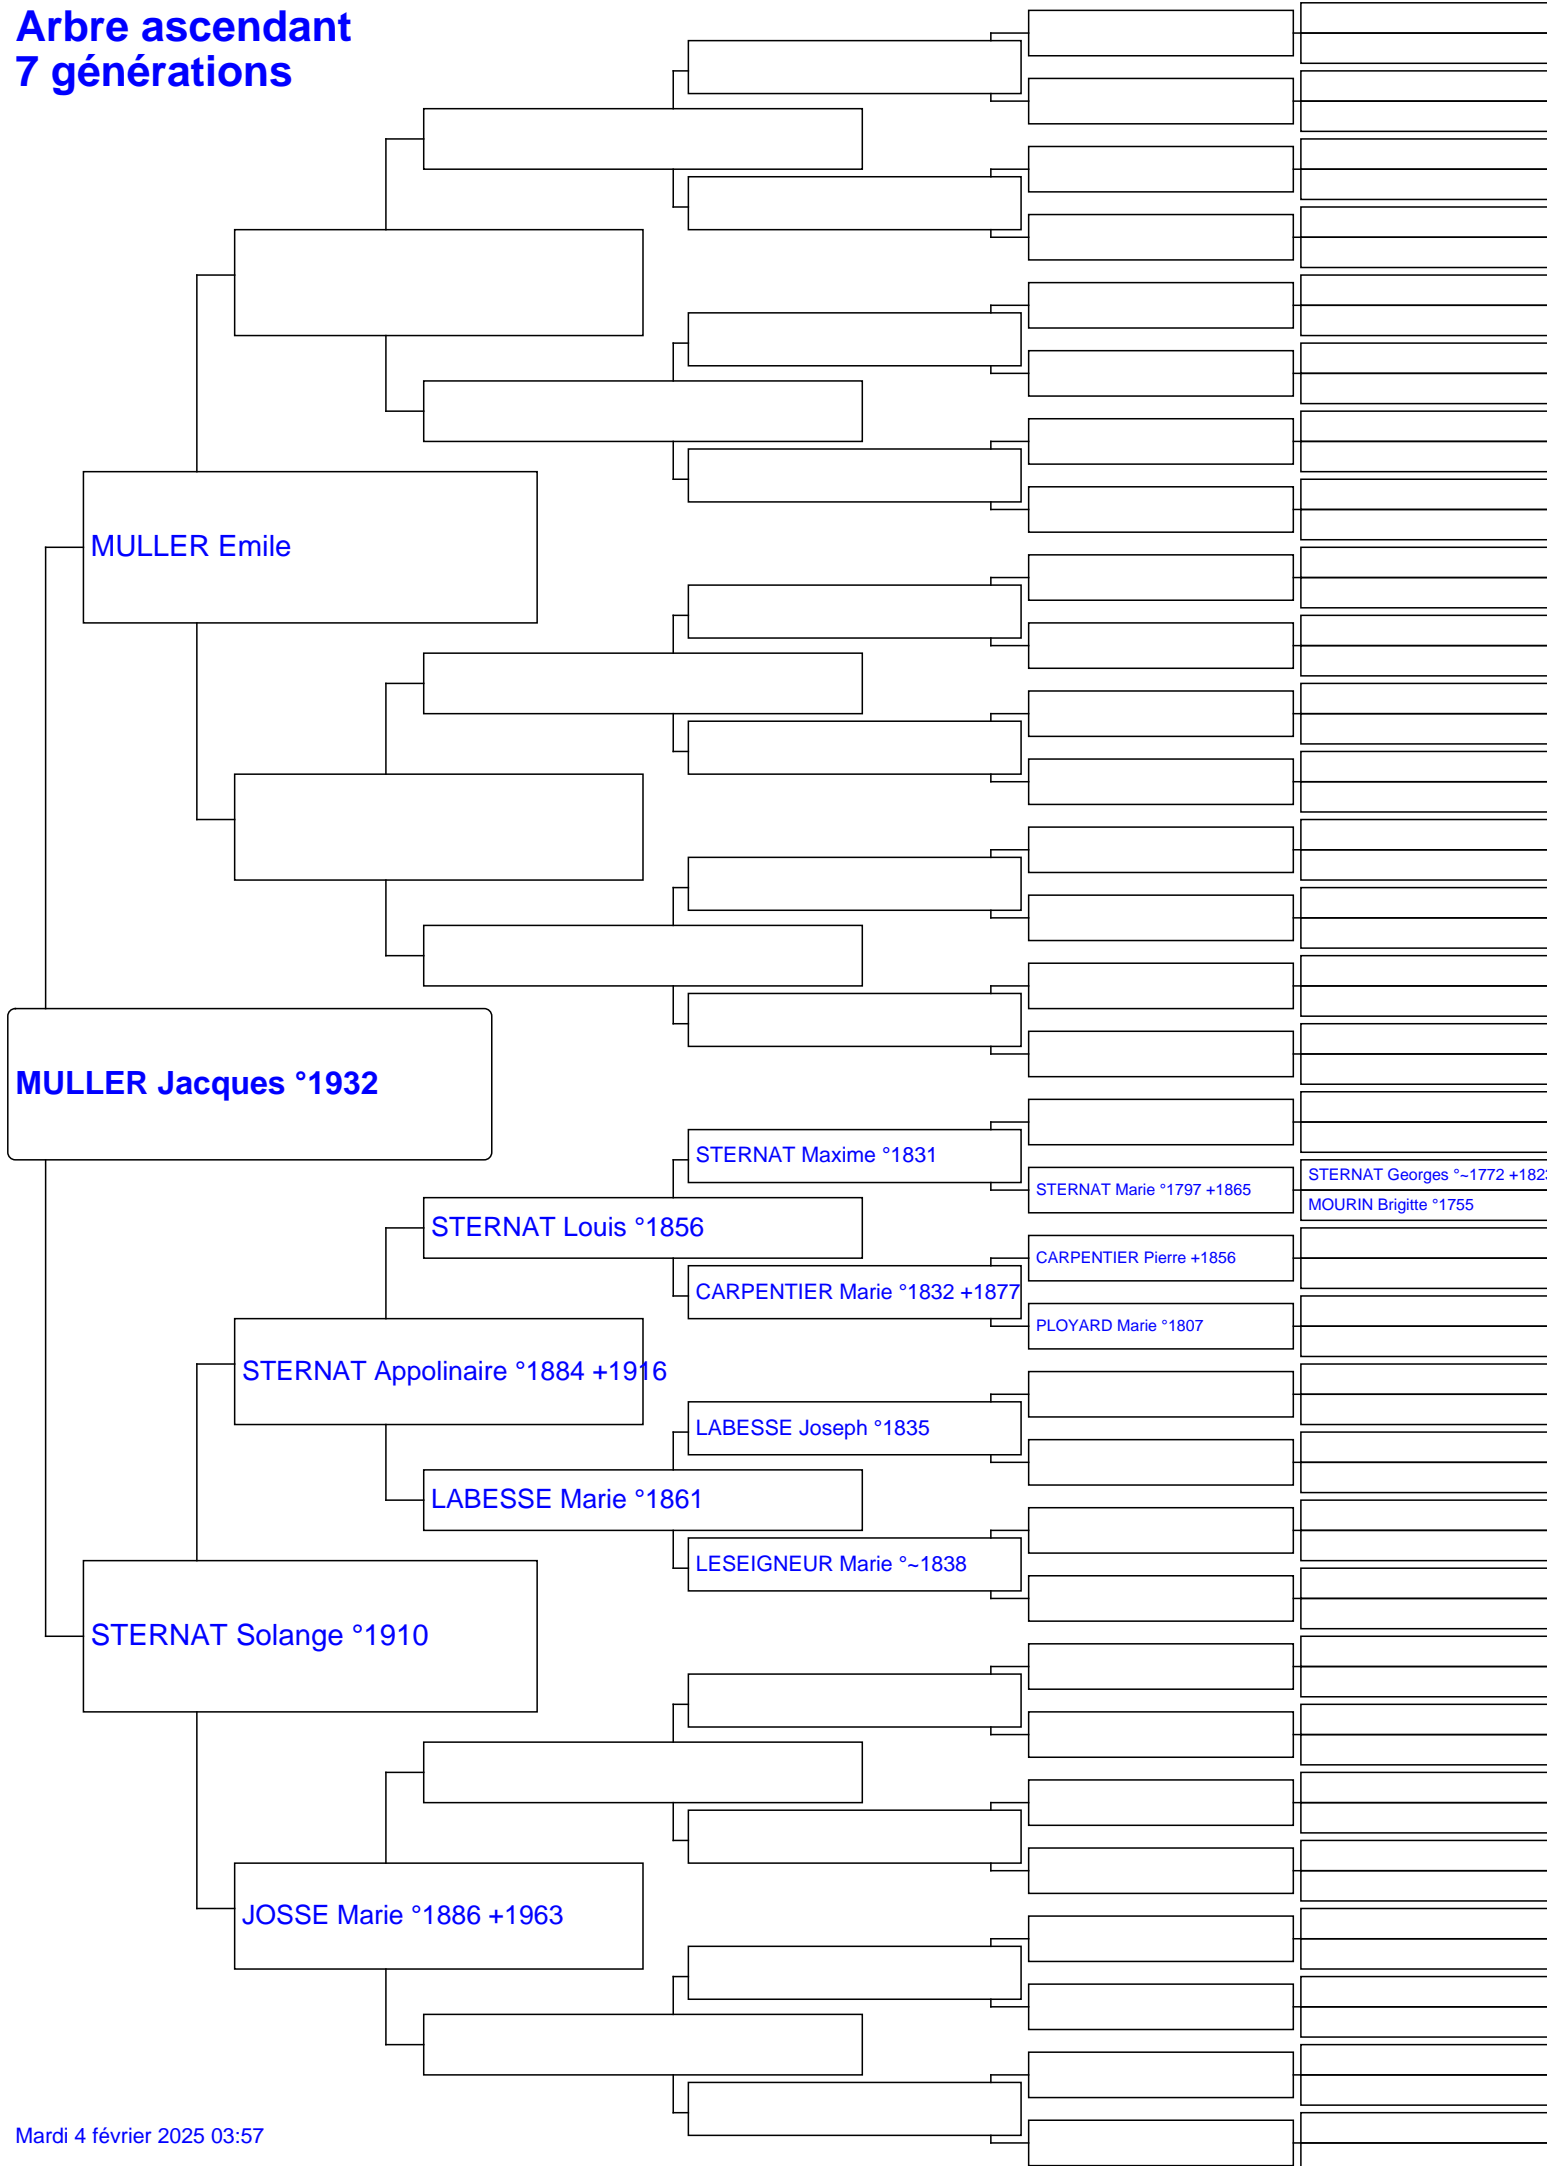 Arbre ascendant
7 générations
MULLER Emile
MULLER Jacques °1932
STERNAT Maxime °1831
STERNAT Georges °~1772 +1823
STERNAT Marie °1797 +1865
MOURIN Brigitte °1755
STERNAT Louis °1856
CARPENTIER Pierre +1856
CARPENTIER Marie °1832 +1877
PLOYARD Marie °1807
STERNAT Appolinaire °1884 +1916
LABESSE Joseph °1835
LABESSE Marie °1861
LESEIGNEUR Marie °~1838
STERNAT Solange °1910
JOSSE Marie °1886 +1963
Mardi 4 février 2025 03:57